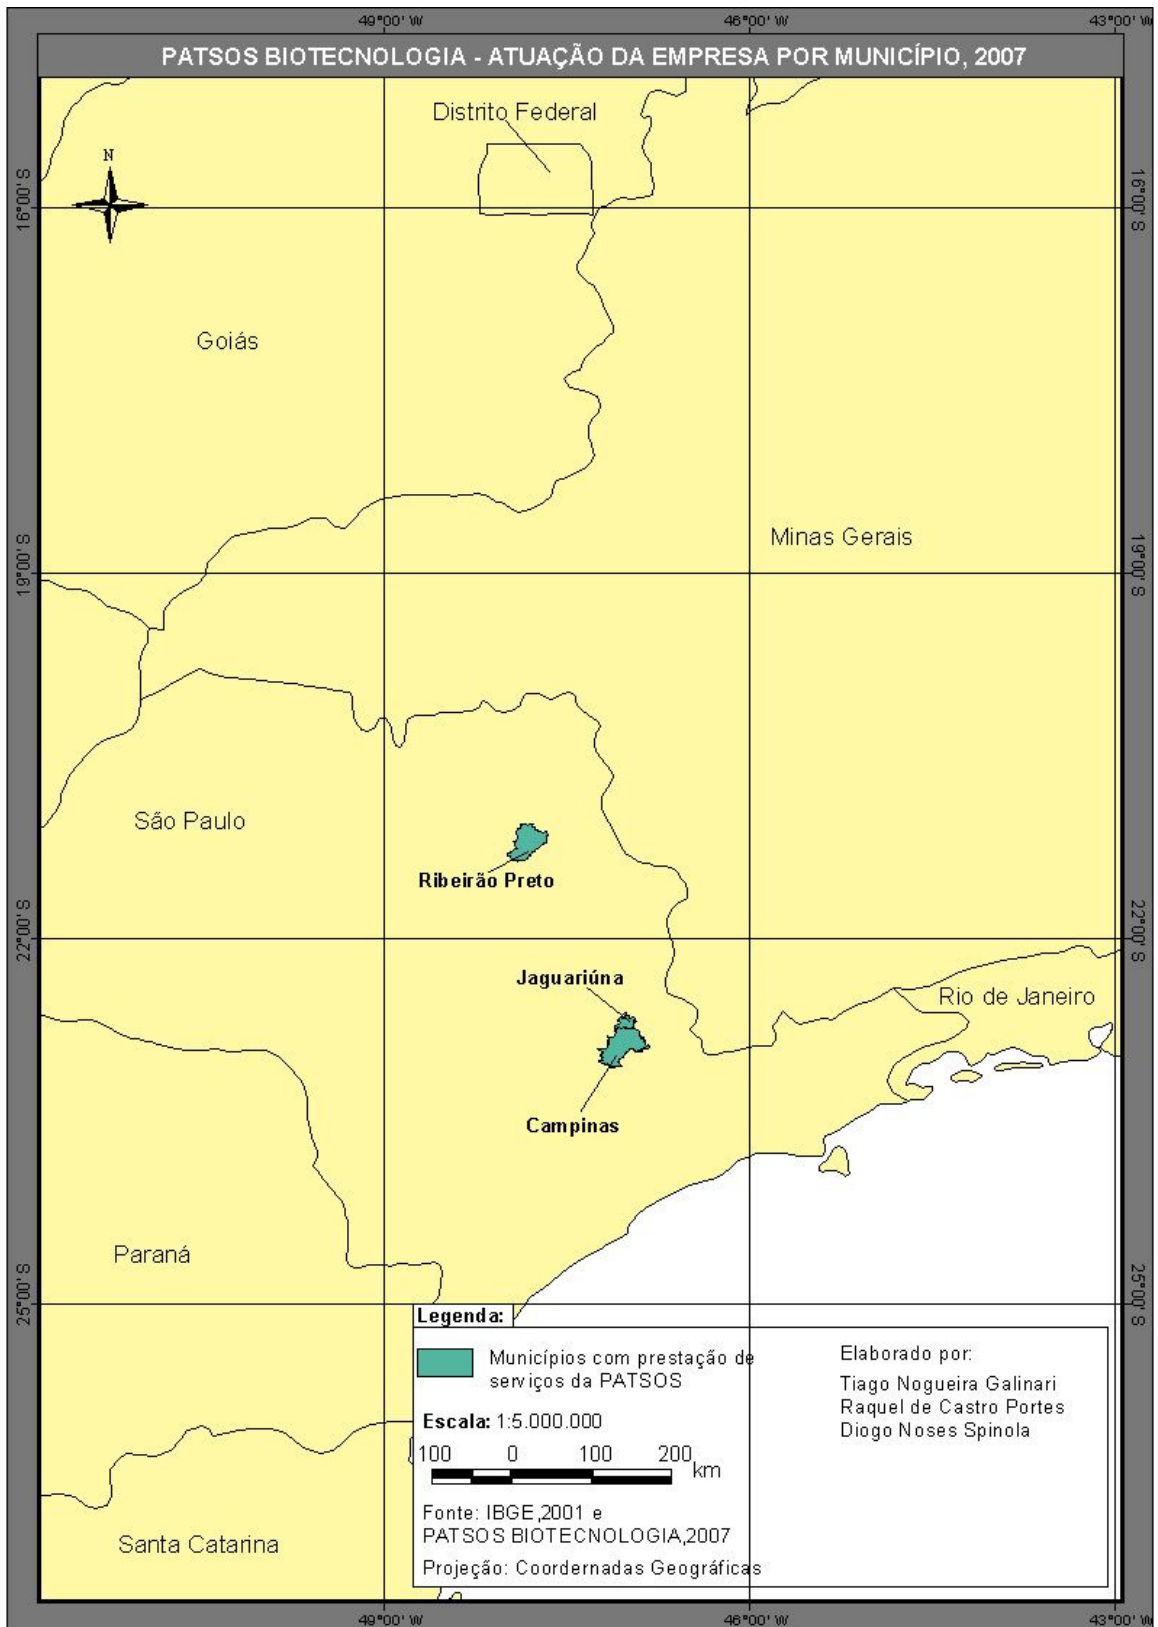 49°00' W
46°00' W
43°00' W
PATSOS BIOTECNOLOGIA - ATUAÇÃO DA EMPRESA POR MUNICÍPIO, 2007
Distrito Federal
N
16°00' S
16°00' S
Goiás
Minas Gerais
19°00' S
19°00' S
São Paulo
Ribeirão Preto
22°00' S
22°00' S
Jaguariúna
Rio de Janeiro
Campinas
Paraná
25°00' S
25°00' S
Legenda:
Municípios com prestação de
serviços da PATSOS
Escala: 1:5.000.000
100 0 100 200
km
Fonte: IBGE,2001 e
PATSOS BIOTECNOLOGIA,2007
Projeção: Coordernadas Geográficas
Elaborado por:
Tiago Nogueira Galinari
Raquel de Castro Portes
Diogo Noses Spinola
Santa Catarina
49°00' W
46°00' W
43°00' W